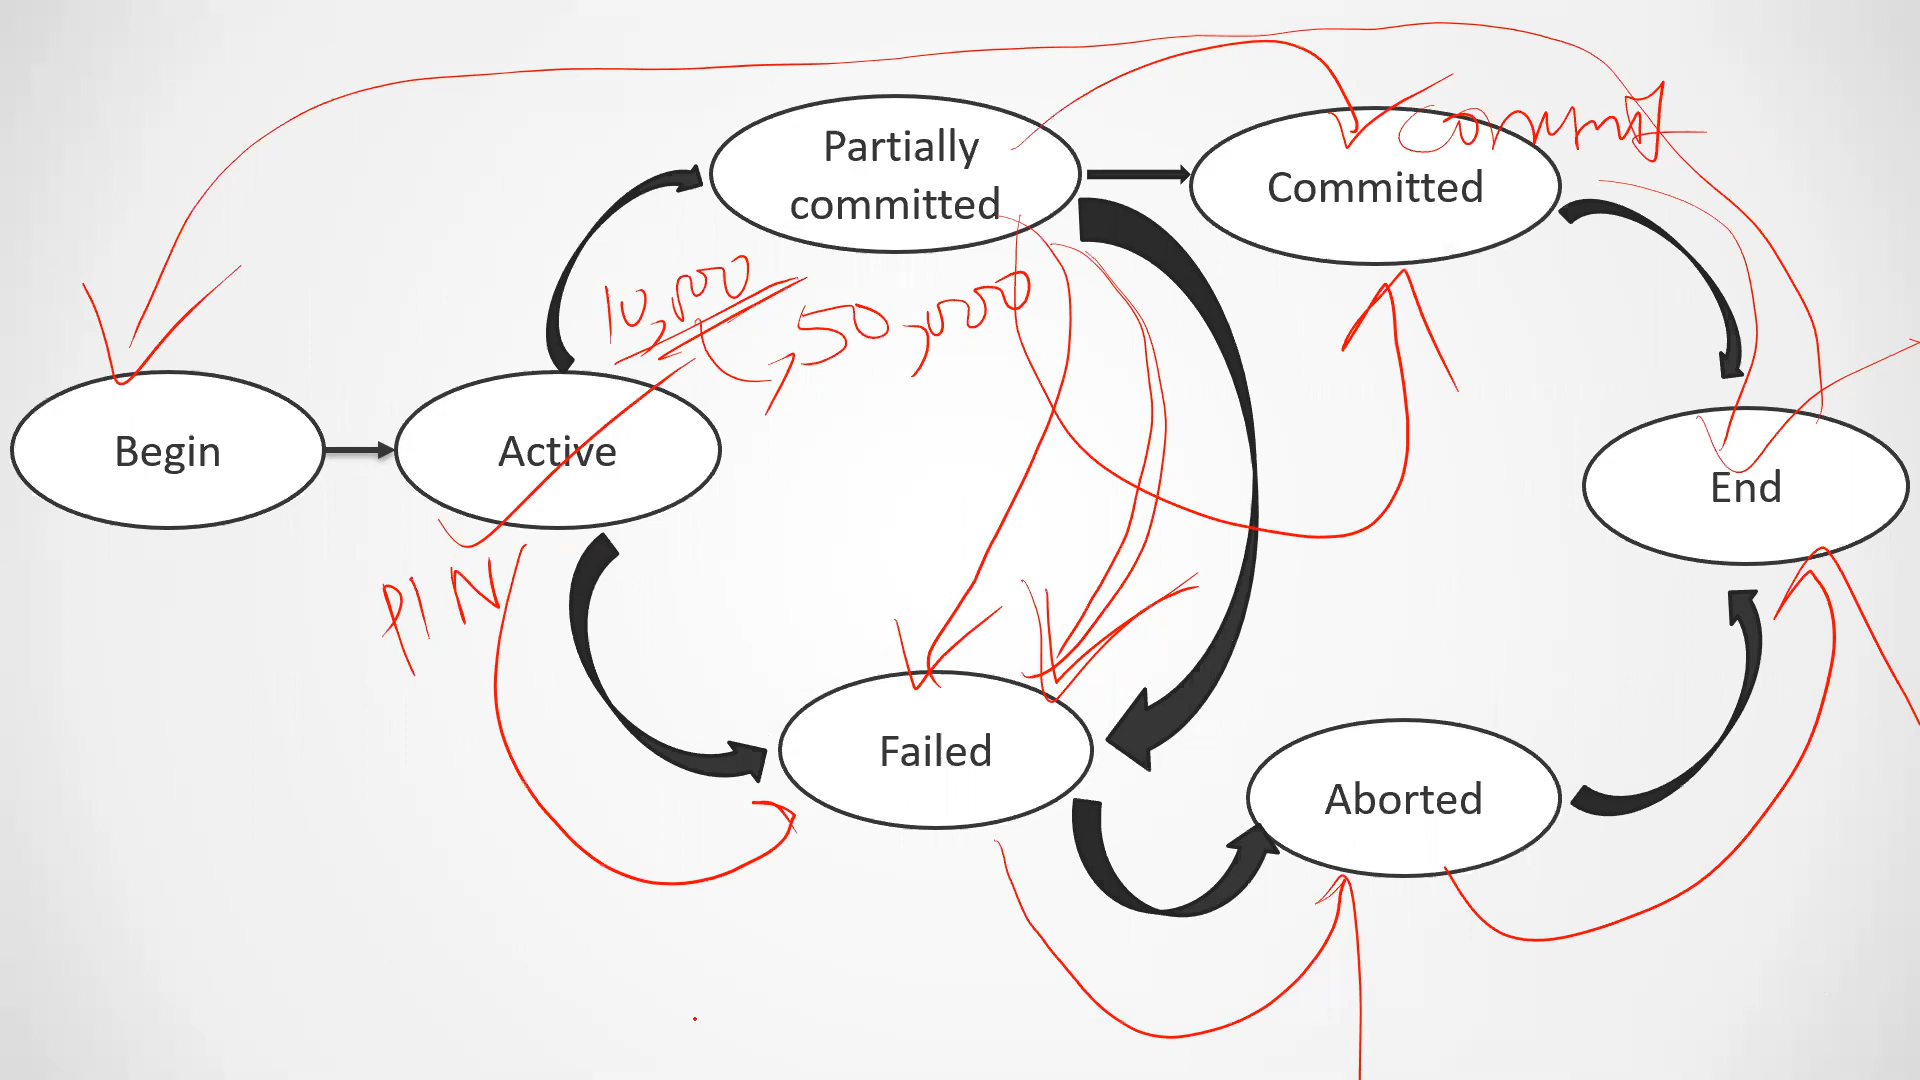 Partially
committed
Committed
Commit
10,000
50,000
Begin
Active
End
PIN
Failed
Aborted